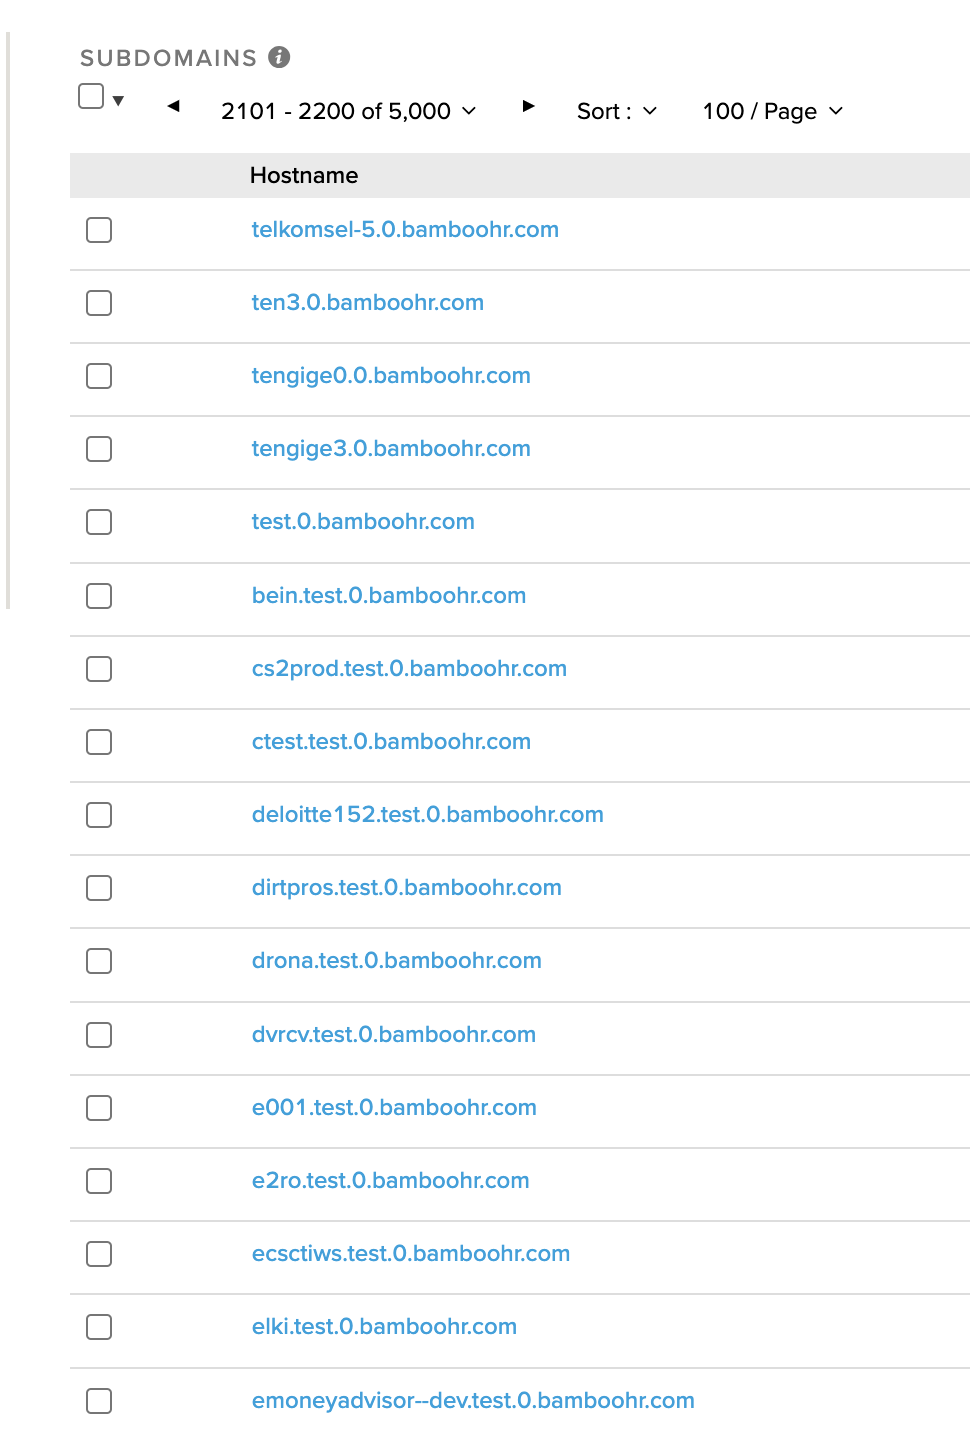 SUBDOMAINS
2101 - 2200 of 5,000 Sort : 100 / Page
Hostname
telkomsel-5.0.bamboohr.com
ten3.0.bamboohr.com
tengige0.0.bamboohr.com
tengige3.0.bamboohr.com
test.0.bamboohr.com
bein.test.0.bamboohr.com
cs2prod.test.0.bamboohr.com
ctest.test.0.bamboohr.com
deloitte152.test.0.bamboohr.com
dirtpros.test.0.bamboohr.com
drona.test.0.bamboohr.com
dvrcv.test.0.bamboohr.com
e001.test.0.bamboohr.com
e2ro.test.0.bamboohr.com
ecsctiws.test.0.bamboohr.com
elki.test.0.bamboohr.com
emoneyadvisor--dev.test.0.bamboohr.com